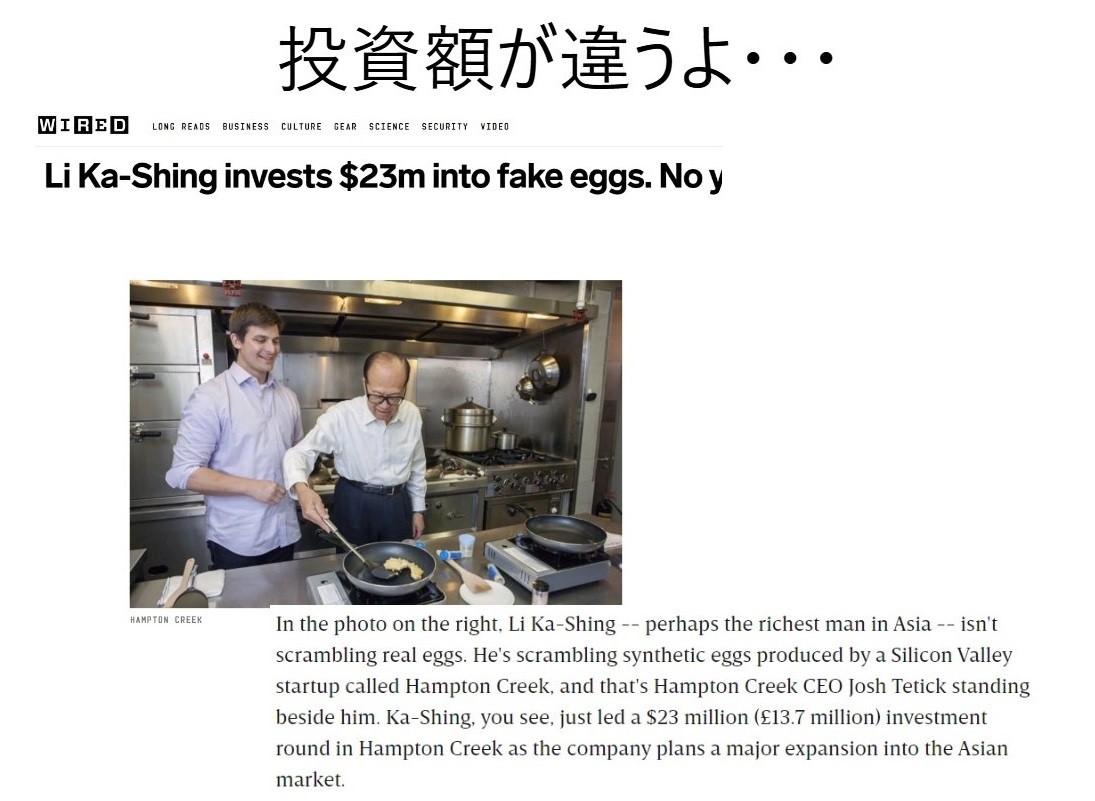 投資額が違うよ・・・
WIRED LONG READS BUSINESS CULTURE GEAR SCIENCE SECURITY VIDEO
Li Ka-Shing invests $23m into fake eggs. No
HAMPTON CREEK
In the photo on the right, Li Ka-Shing -- perhaps the richest man in Asia -- isn't
scrambling real eggs. He's scrambling synthetic eggs produced by a Silicon Valley
startup called Hampton Creek, and that's Hampton Creek CEO Josh Tetick standing
beside him. Ka-Shing, you see, just led a $23 million (£13.7 million) investment
round in Hampton Creek as the company plans a major expansion into the Asian
market.